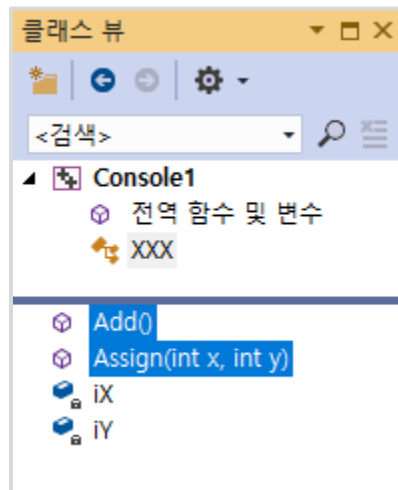 클래스 뷰
<검색>
Console1
전역 함수 및 변수
XXX
Add()
Assign(int x, int y)
iX
iY